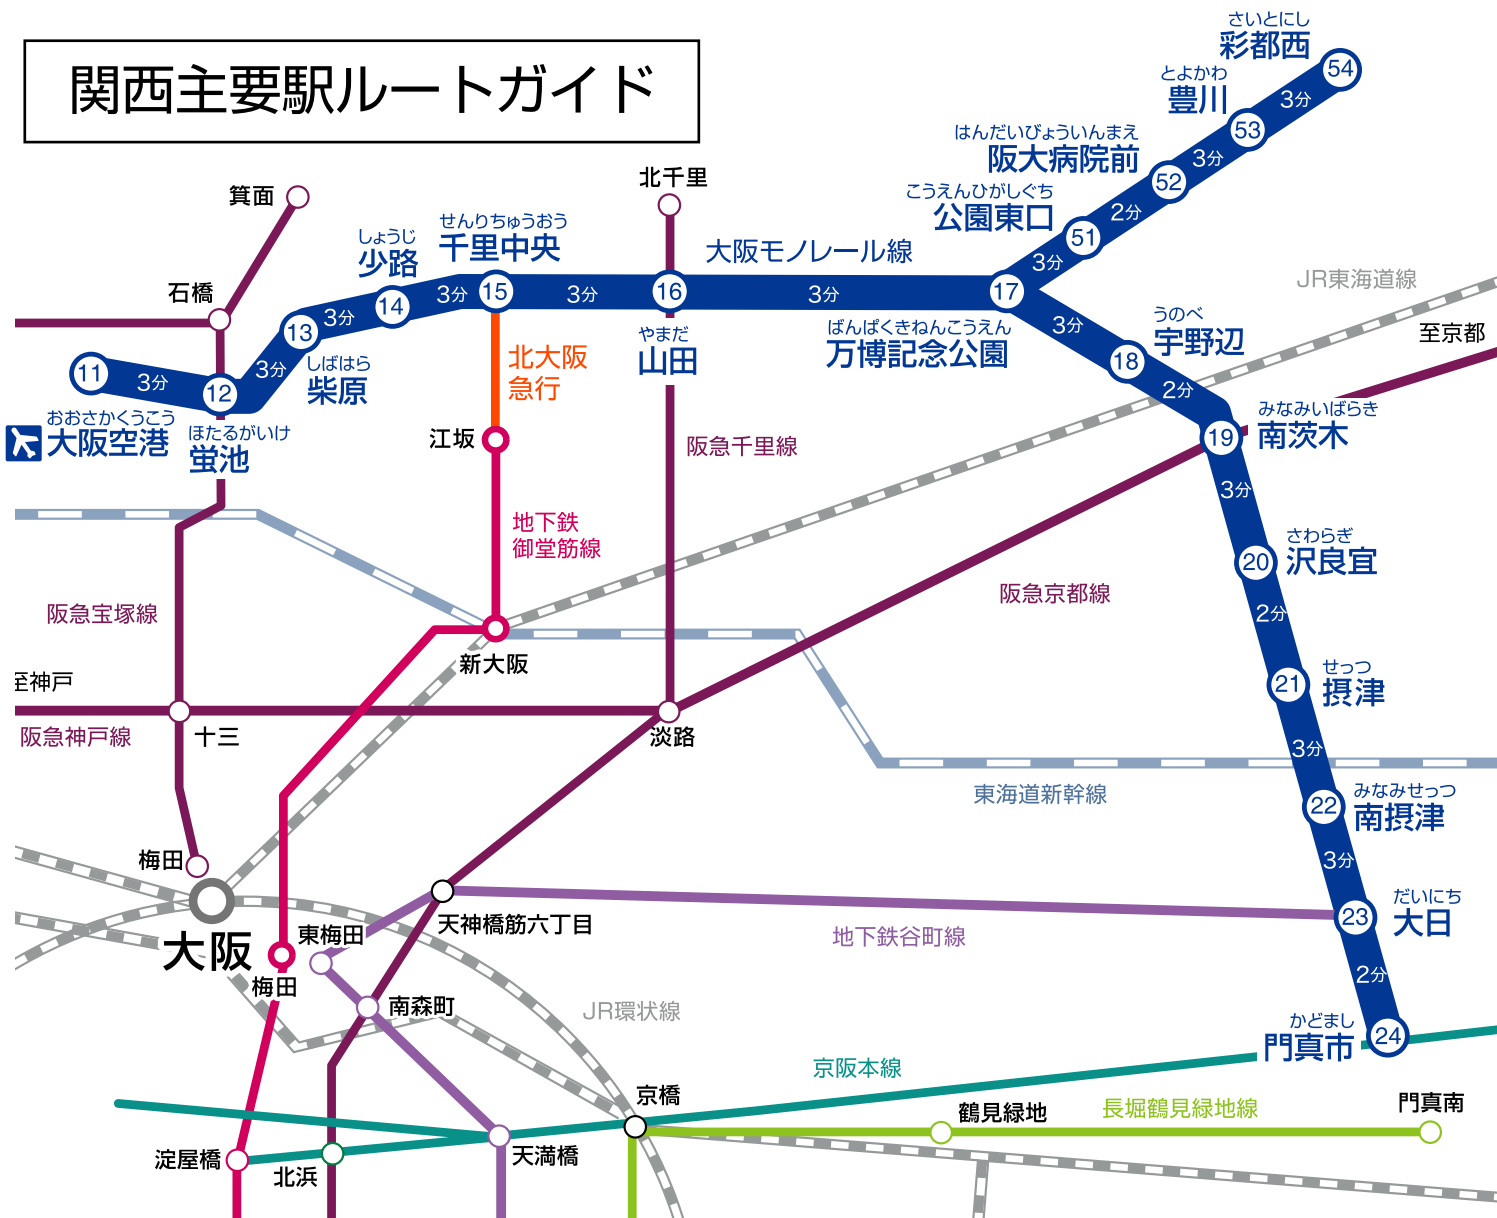 関西主要駅ルートガイド
さいとにし
彩都西
54
3分
とよかわ
豊川
53
3分
はんだいびょういんまえ
阪大病院前
52
2分
こうえんひがしぐち
公園東口
51
3分
箕面
石橋
北千里
しょうじ
少路
せんりちゅうおう
千里中央
大阪モノレール線
11
3分
12
3分
13
3分
14
3分
15
3分
16
3分
17
3分
18
2分
19
おおさかくうこう
大阪空港
ほたるがいけ
蛍池
しばはら
柴原
やまだ
山田
ばんぱくきねんこうえん
万博記念公園
うのべ
宇野辺
JR東海道線
至京都
みなみいばらき
南茨木
北大阪
急行
江坂
阪急千里線
地下鉄
御堂筋線
3分
20
さわらぎ
沢良宜
2分
阪急宝塚線
阪急京都線
新大阪
至神戸
阪急神戸線
十三
淡路
21
せっつ
摂津
3分
東海道新幹線
22
みなみせっつ
南摂津
3分
梅田
大阪
梅田
東梅田
天神橋筋六丁目
地下鉄谷町線
23
だいにち
大日
2分
南森町
JR環状線
24
かどまし
門真市
京阪本線
京橋
鶴見緑地
長堀鶴見緑地線
門真南
淀屋橋
北浜
天満橋